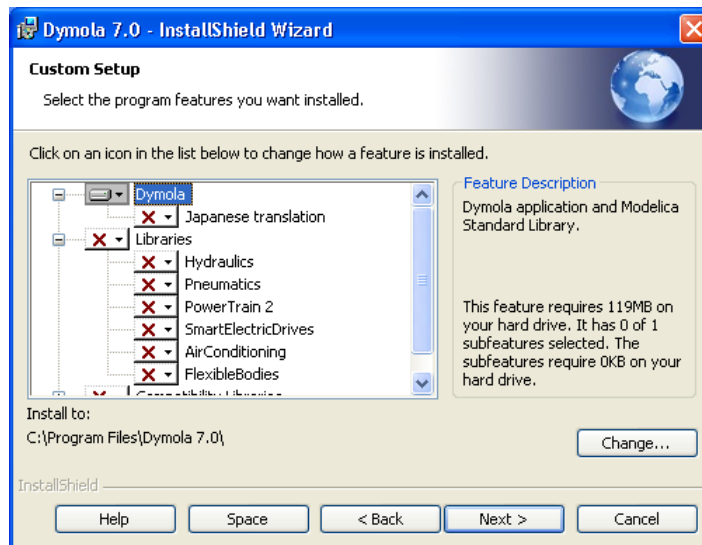 Dymola 7.0 - InstallShield Wizard
Custom Setup
Select the program features you want installed.
Click on an icon in the list below to change how a feature is installed.
Dymola
Japanese translation
Libraries
Hydraulics
Pneumatics
PowerTrain 2
SmartElectricDrives
AirConditioning
FlexibleBodies
Compatibility Libraries
Feature Description
Dymola application and Modelica
Standard Library.
This feature requires 119MB on
your hard drive. It has 0 of 1
subfeatures selected. The
subfeatures require 0KB on your
hard drive.
Install to:
C:\Program Files\Dymola 7.0\
Change...
InstallShield
Help
Space
< Back
Next >
Cancel